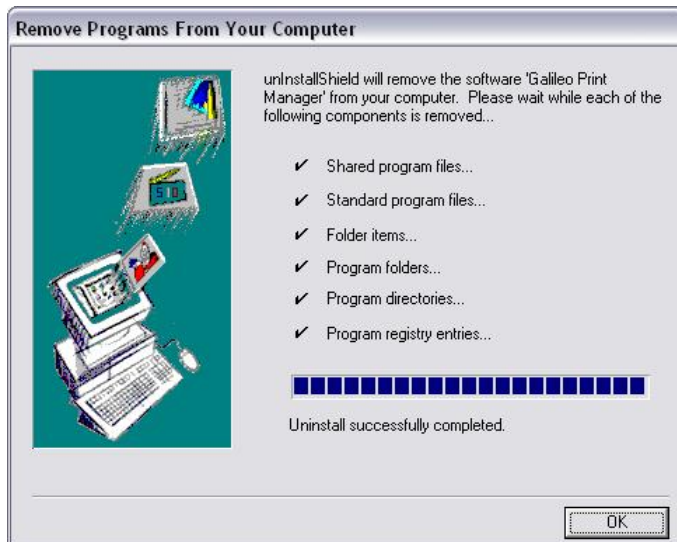 Remove Programs From Your Computer
unInstallShield will remove the software 'Galileo Print
Manager' from your computer.  Please wait while each of the
following components is removed...
✔ Shared program files...
✔ Standard program files...
✔ Folder items...
✔ Program folders...
✔ Program directories...
✔ Program registry entries...
Uninstall successfully completed.
OK